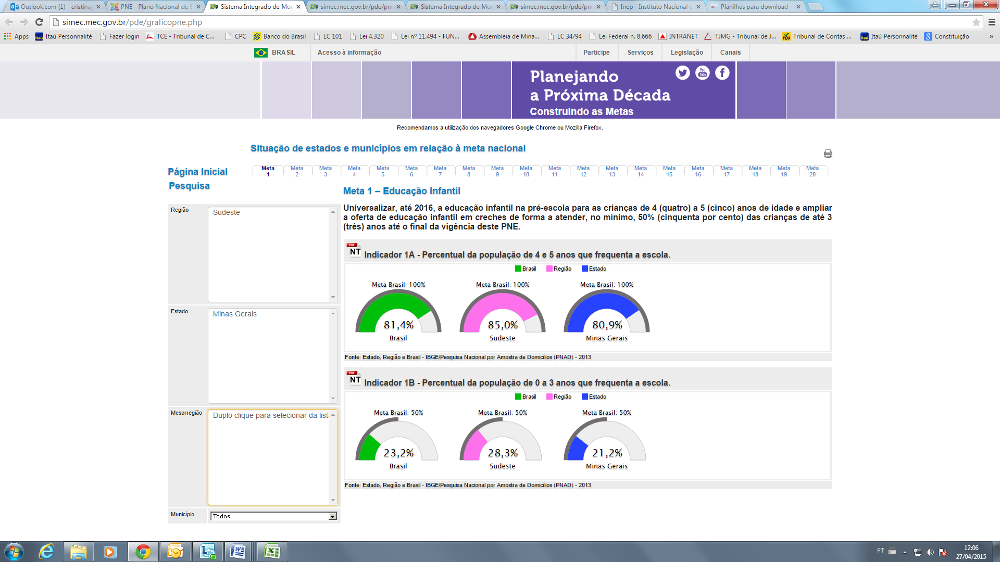 Outlook.com (1) - cristina
PNE - Plano Nacional de E
Sistema Integrado de Mor
simec.mec.gov.br/pde/pne
Sistema Integrado de Mor
simec.mec.gov.br/pde/pne
Inep - Instituto Nacional d
Planilhas para download -
simec.mec.gov.br/pde/graficopne.php
Apps
Itaú Personnalité
Fazer login
TCE - Tribunal de C...
CPC
Banco do Brasil
LC 101
Lei 4.320
Lei nº 11.494 - FUN...
Assembleia de Mina...
LC 34/94
Lei Federal n. 8.666
INTRANET
TJMG - Tribunal de J...
Tribunal de Contas ...
Itaú Personnalité
Constituição
»
BRASIL
Acesso à informação
Participe
Serviços
Legislação
Canais
Planejando
a Próxima Década
Construindo as Metas
Recomendamos a utilização dos navegadores Google Chrome ou Mozilla Firefox.
Situação de estados e municípios em relação à meta nacional
Página Inicial
Pesquisa
Meta 1
Meta 2
Meta 3
Meta 4
Meta 5
Meta 6
Meta 7
Meta 8
Meta 9
Meta 10
Meta 11
Meta 12
Meta 13
Meta 14
Meta 15
Meta 16
Meta 17
Meta 18
Meta 19
Meta 20
Região
Sudeste
Estado
Minas Gerais
Mesorregião
Duplo clique para selecionar da list
Município
Todos
Meta 1 – Educação Infantil
Universalizar, até 2016, a educação infantil na pré-escola para as crianças de 4 (quatro) a 5 (cinco) anos de idade e ampliar
a oferta de educação infantil em creches de forma a atender, no mínimo, 50% (cinquenta por cento) das crianças de até 3
(três) anos até o final da vigência deste PNE.
PDF
NT
Indicador 1A - Percentual da população de 4 e 5 anos que frequenta a escola.
Brasil Região Estado
Meta Brasil: 100% Meta Brasil: 100% Meta Brasil: 100%
81,4% 85,0% 80,9%
Brasil Sudeste Minas Gerais
Fonte: Estado, Região e Brasil - IBGE/Pesquisa Nacional por Amostra de Domicílios (PNAD) - 2013
PDF
NT
Indicador 1B - Percentual da população de 0 a 3 anos que frequenta a escola.
Brasil Região Estado
Meta Brasil: 50% Meta Brasil: 50% Meta Brasil: 50%
23,2% 28,3% 21,2%
Brasil Sudeste Minas Gerais
Fonte: Estado, Região e Brasil - IBGE/Pesquisa Nacional por Amostra de Domicílios (PNAD) - 2013
PT
12:06
27/04/2015